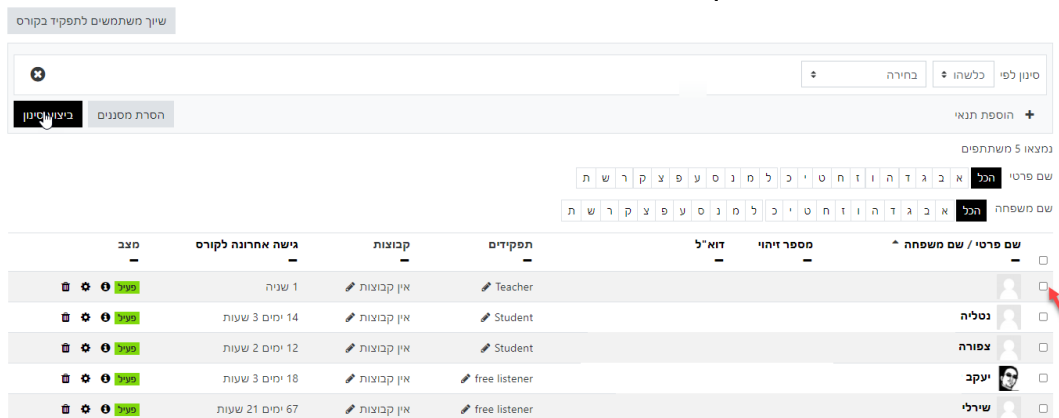 שיוך משתמשים לתפקיד בקורס
סינון לפי כלשהו בחירה
הוספת תנאי
הסרת מסננים ביצוע סינון
נמצאו 5 משתתפים
שם פרטי הכל א ב ג ד ה ו ז ח ט י כ ל מ נ ס ע פ צ ק ר ש ת
שם משפחה הכל א ב ג ד ה ו ז ח ט י כ ל מ נ ס ע פ צ ק ר ש ת
שם פרטי / שם משפחה מספר זיהוי דוא"ל תפקידים קבוצות גישה אחרונה לקורס מצב
Teacher אין קבוצות 1 שניה פעיל
נטליה Student אין קבוצות 14 ימים 3 שעות פעיל
צפורה Student אין קבוצות 12 ימים 2 שעות פעיל
יעקב free listener אין קבוצות 18 ימים 3 שעות פעיל
שירלי free listener אין קבוצות 67 ימים 21 שעות פעיל